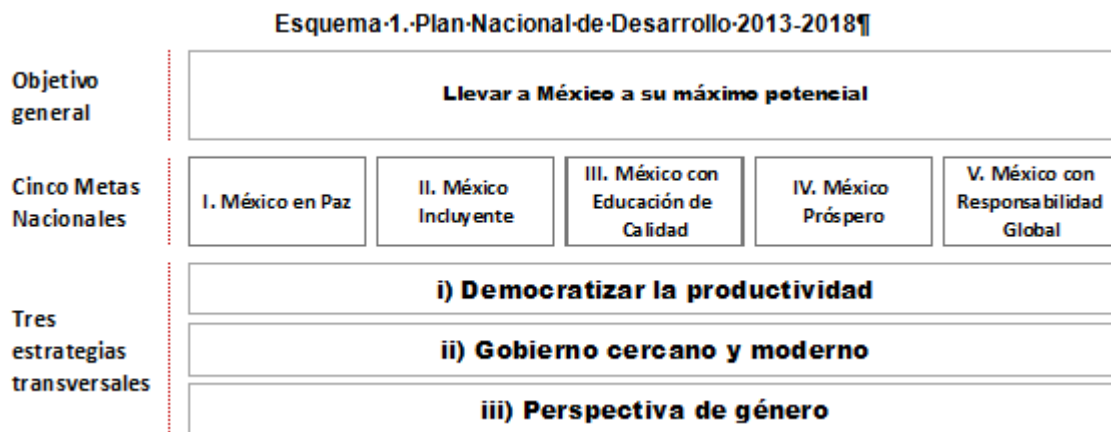 Esquema·1.·Plan·Nacional·de·Desarrollo·2013-2018¶
Objetivo
general
Llevar a México a su máximo potencial
Cinco Metas
Nacionales
I. México en Paz
II. México
Incluyente
III. México con
Educación de
Calidad
IV. México
Próspero
V. México con
Responsabilidad
Global
Tres
estrategias
transversales
i) Democratizar la productividad
ii) Gobierno cercano y moderno
iii) Perspectiva de género